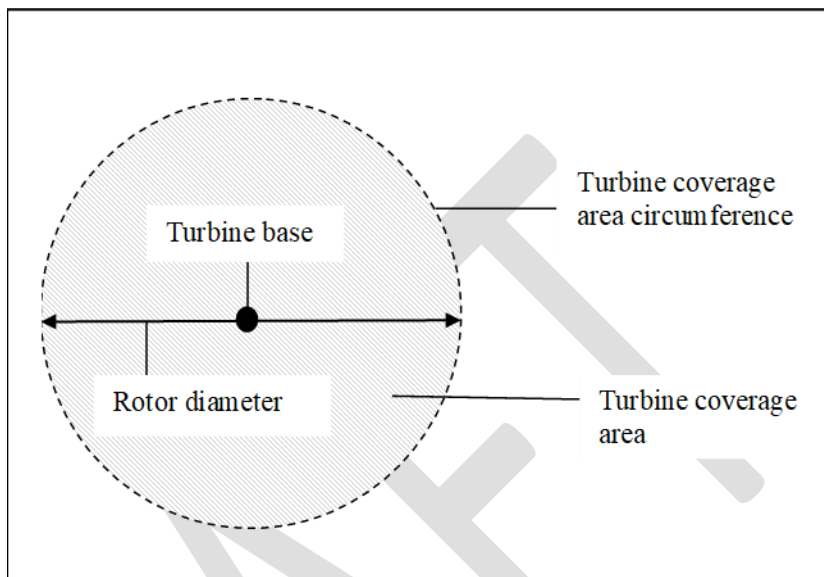 Turbine coverage
area circumference
Turbine base
Rotor diameter
Turbine coverage
area